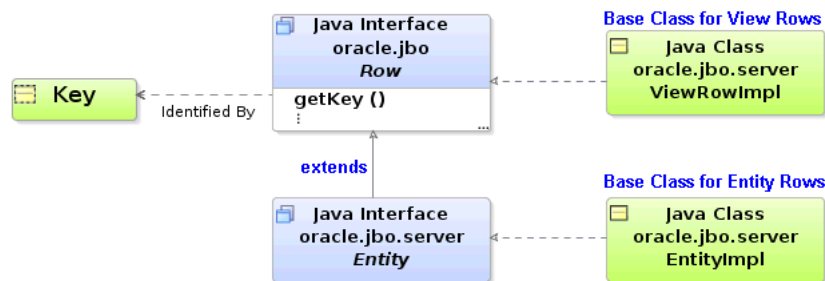 Base Class for View Rows
Java Interface
oracle.jbo
Row
getKey ()
...
Key
Identified By
Java Class
oracle.jbo.server
ViewRowImpl
extends
Base Class for Entity Rows
Java Interface
oracle.jbo.server
Entity
Java Class
oracle.jbo.server
EntityImpl